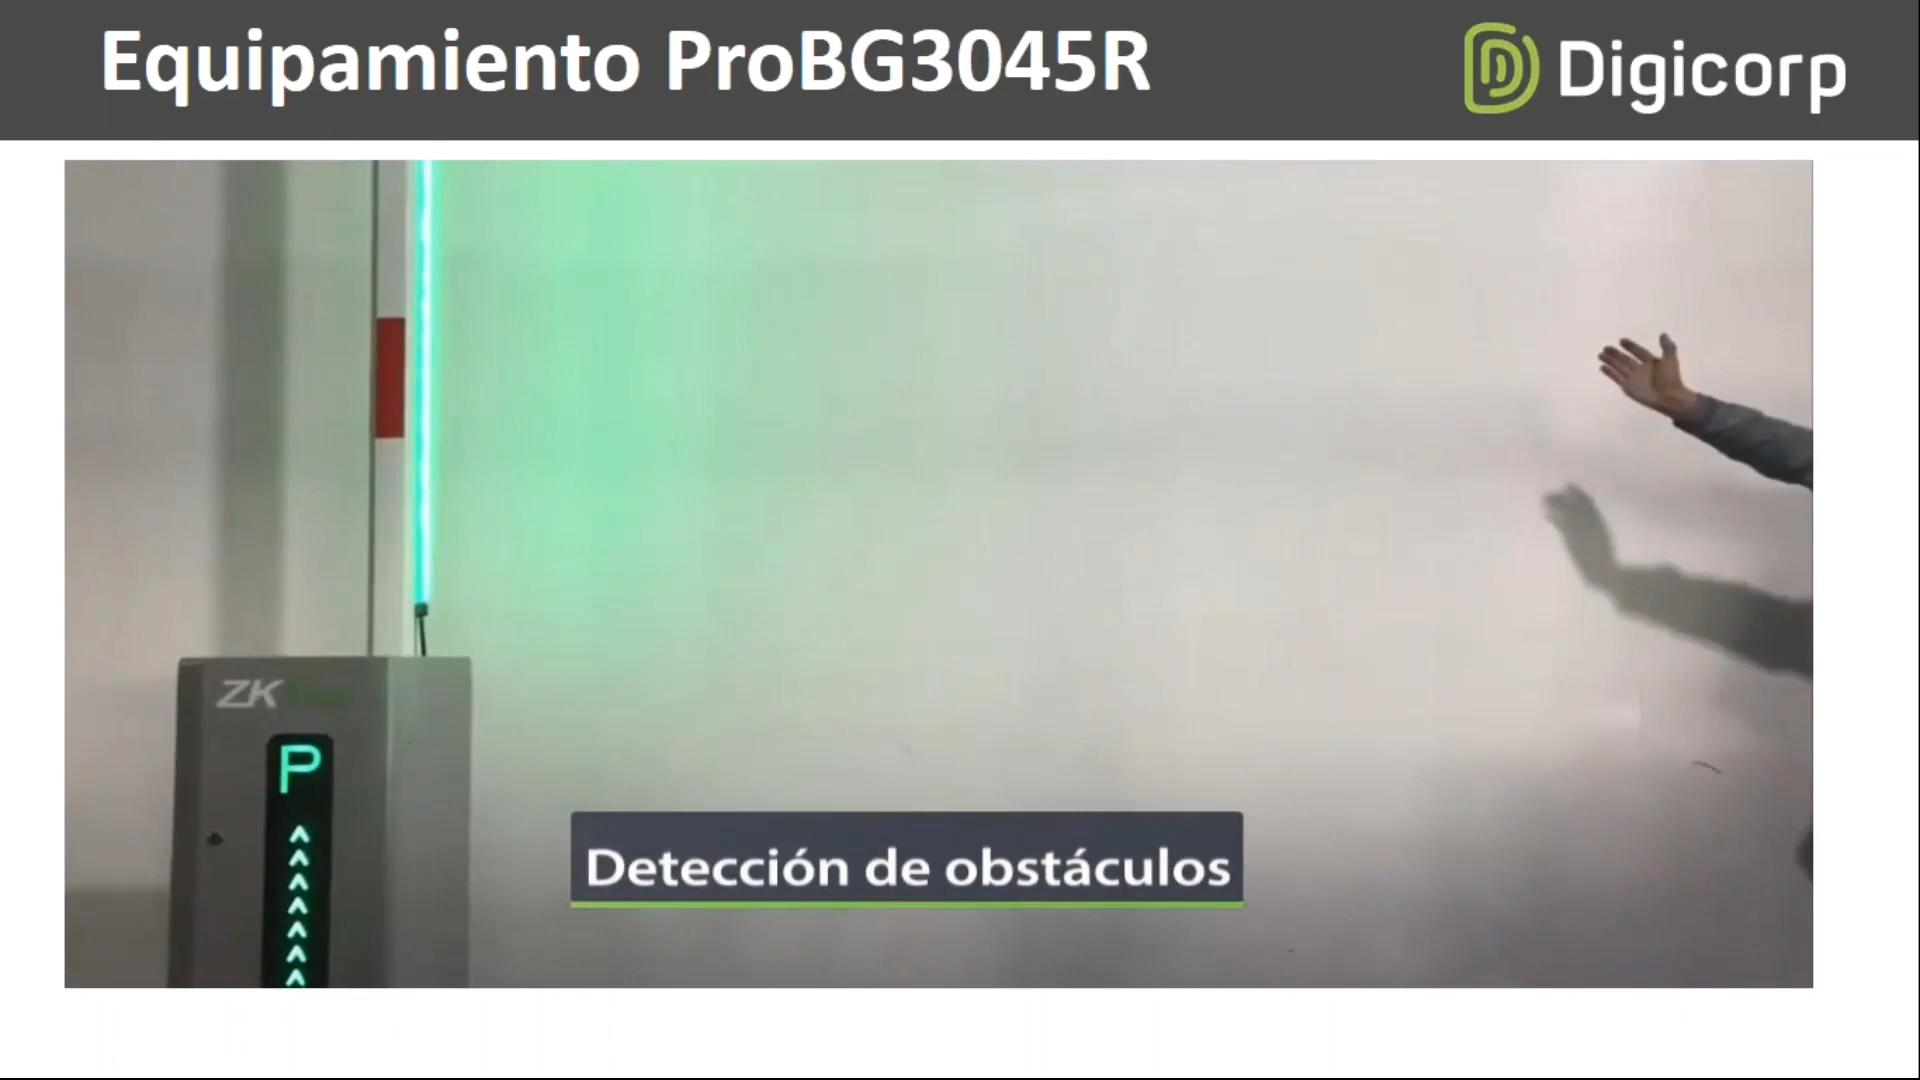 Equipamiento ProBG3045R
Digicorp
ZK
P
Detección de obstáculos